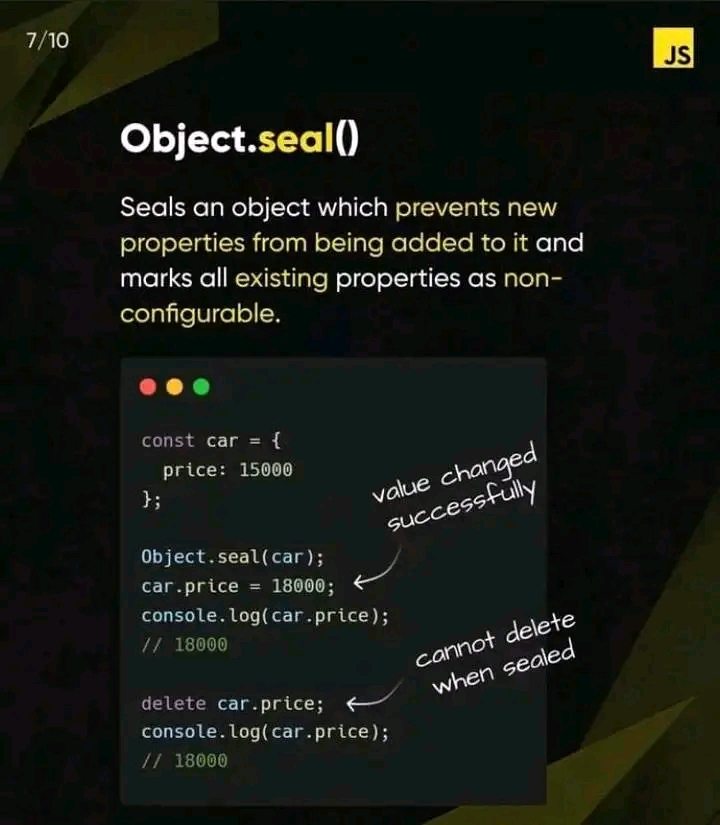 7/10
JS
Object.seal()
Seals an object which prevents new
properties from being added to it and
marks all existing properties as non-
configurable.
const car = {
  price: 15000
};
value changed
successfully
Object.seal(car);
car.price = 18000;
console.log(car.price);
// 18000
cannot delete
when sealed
delete car.price;
console.log(car.price);
// 18000